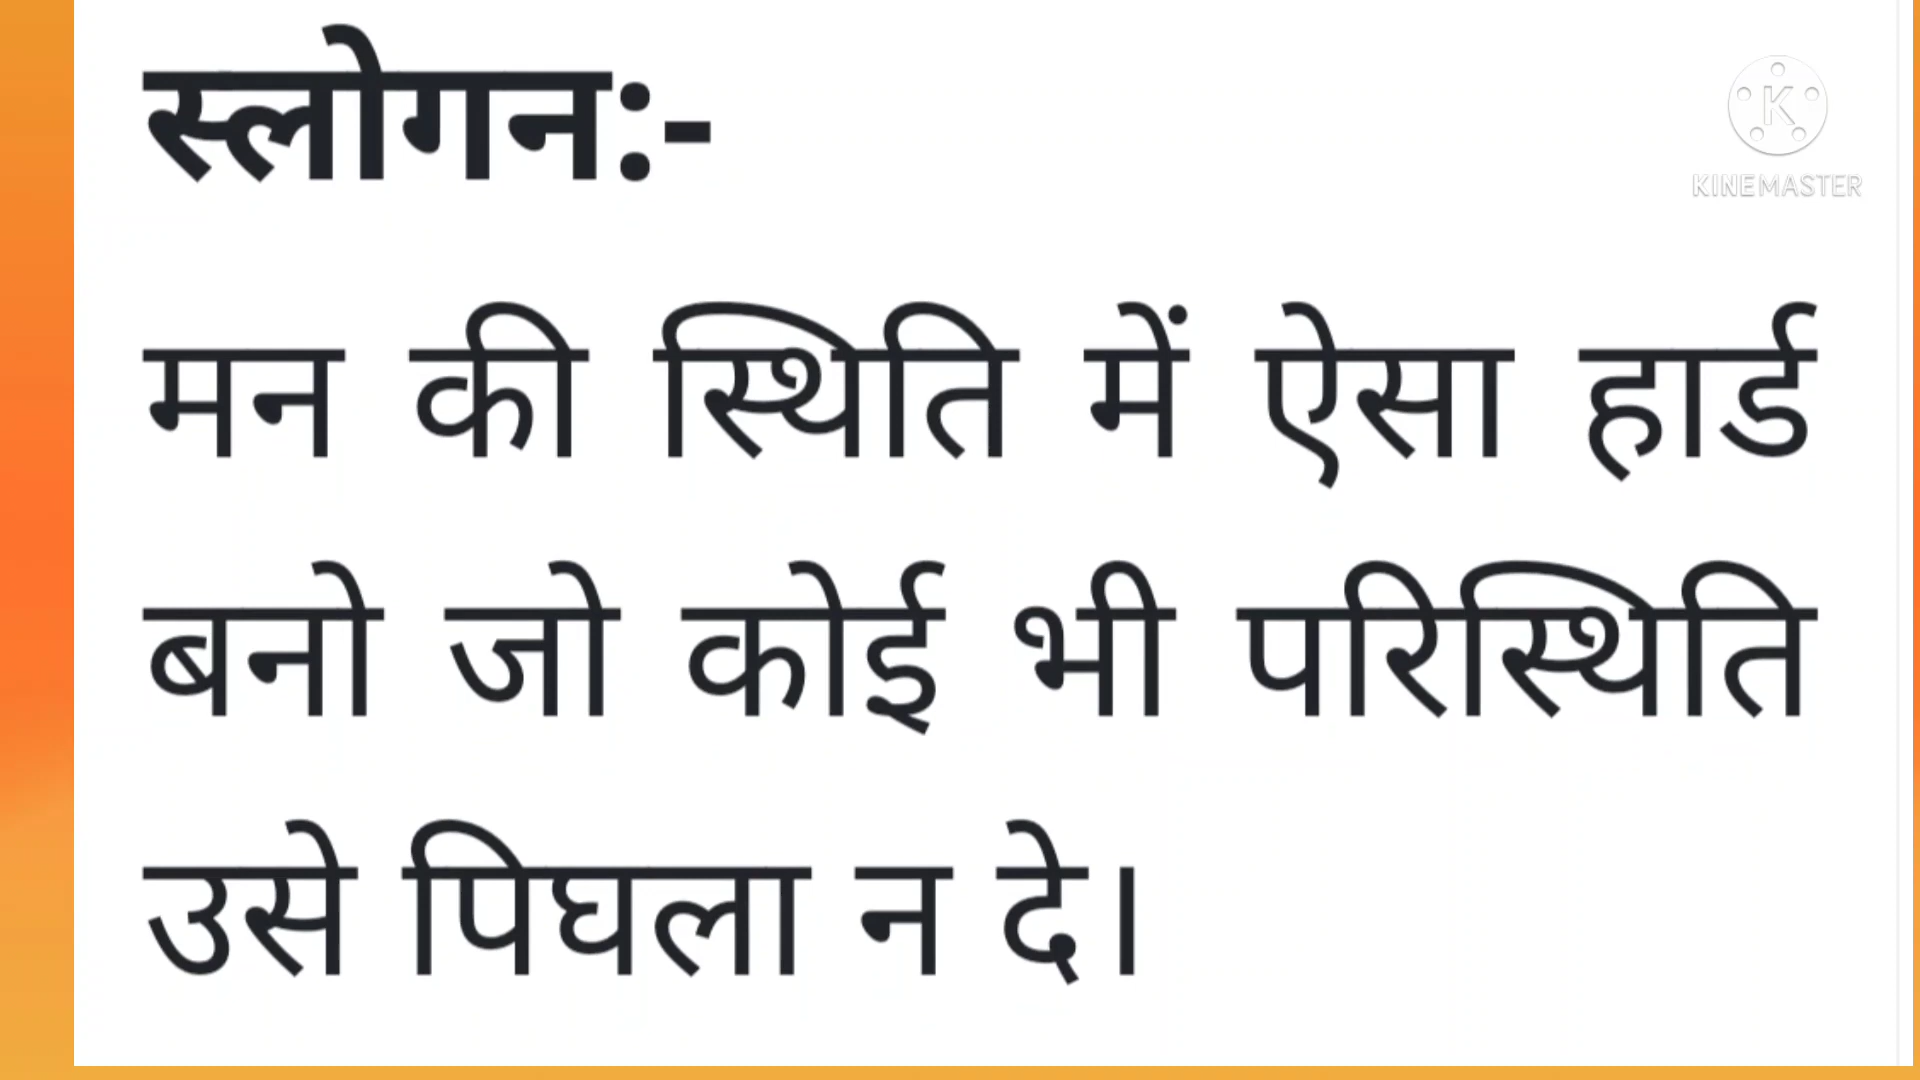 स्लोगन:-
KINEMASTER
मन की स्थिति में ऐसा हार्ड
बनो जो कोई भी परिस्थिति
उसे पिघला न दे।